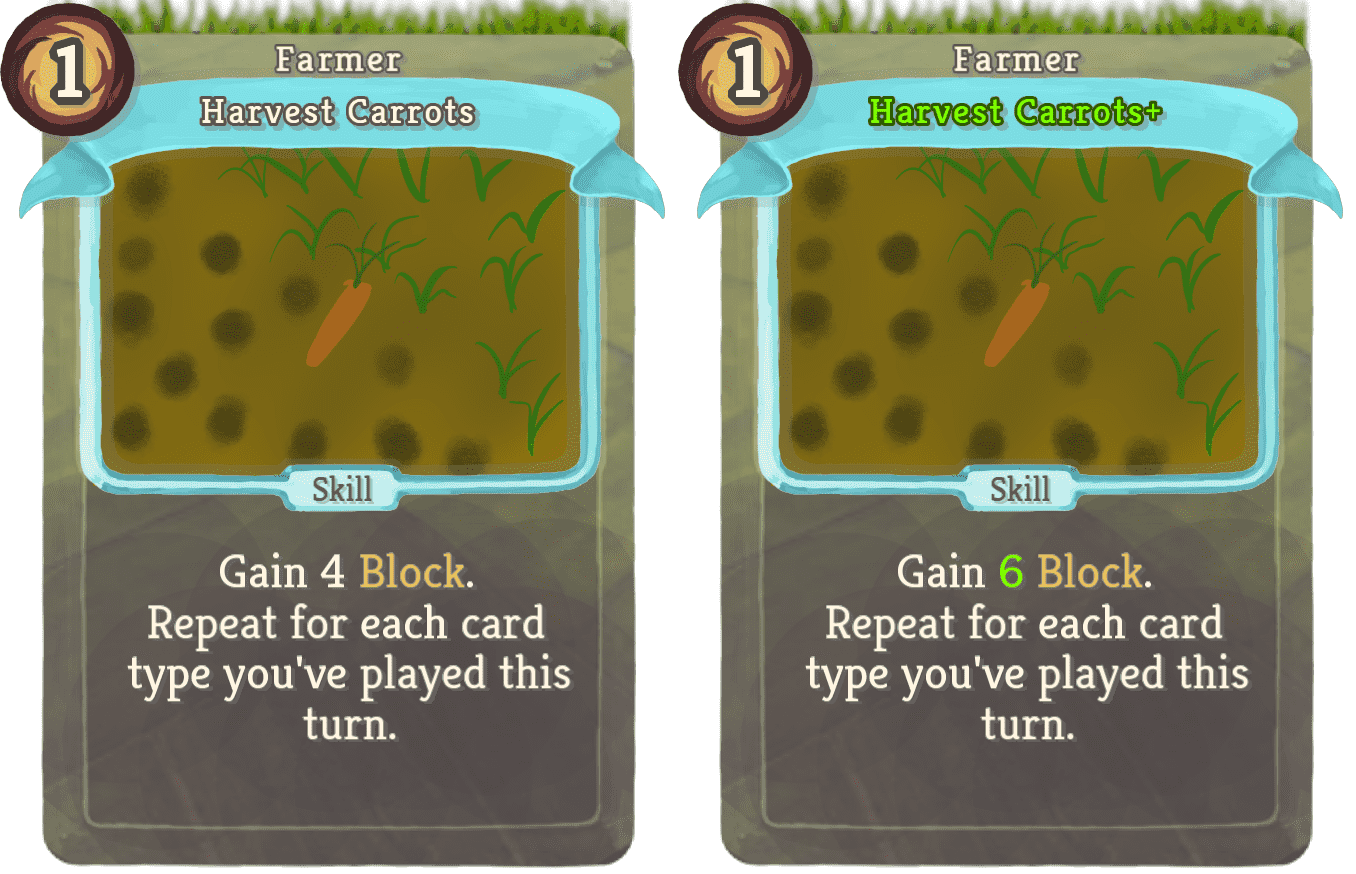 1
Farmer
Harvest Carrots
Skill
Gain 4 Block.
Repeat for each card
type you've played this
turn.
1
Farmer
Harvest Carrots+
Skill
Gain 6 Block.
Repeat for each card
type you've played this
turn.